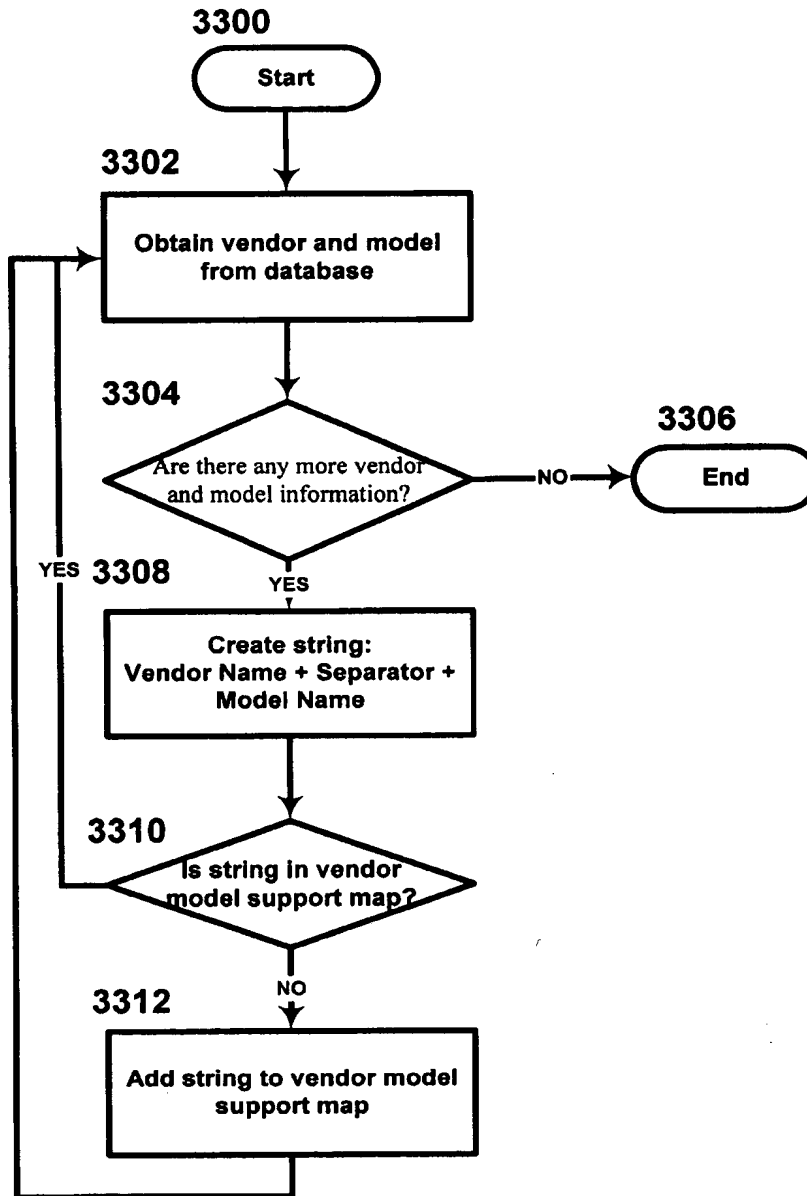 3300
Start
3302
Obtain vendor and model
from database
3304
Are there any more vendor
and model information?
NO
3306
End
YES
3308
YES
Create string:
Vendor Name + Separator +
Model Name
3310
Is string in vendor
model support map?
NO
3312
Add string to vendor model
support map